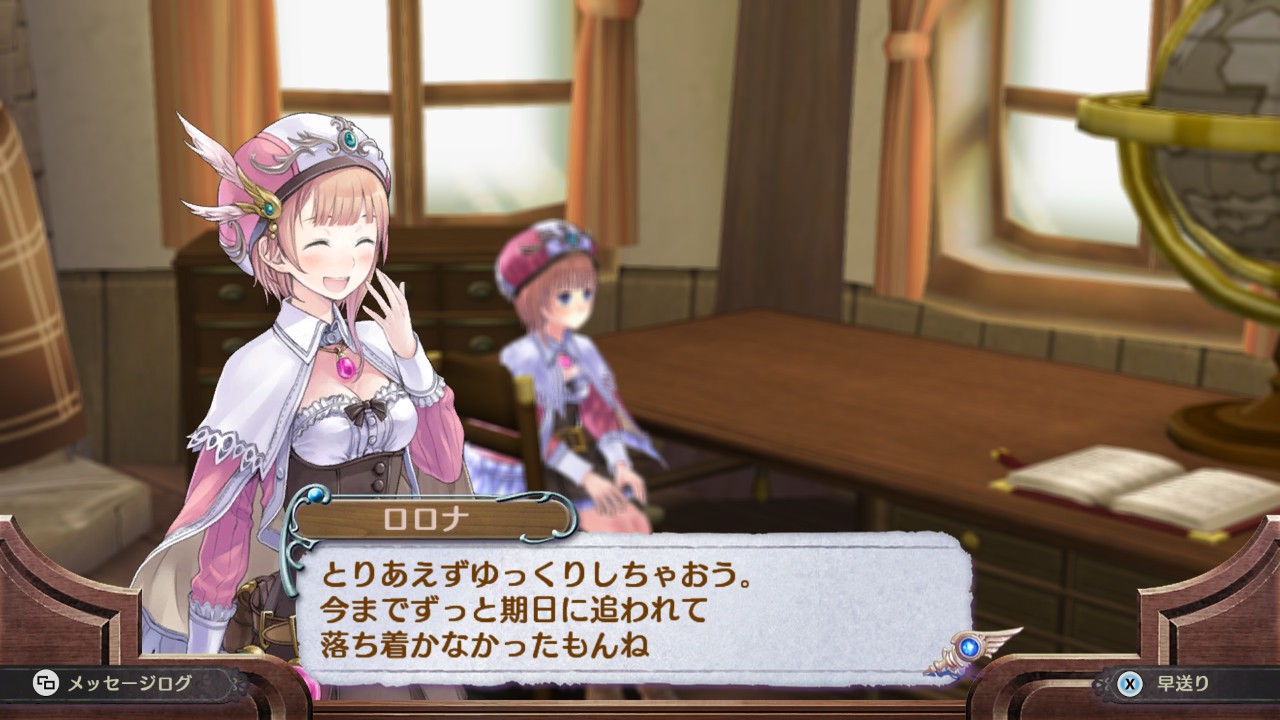 ロロナ
とりあえずゆっくりしちゃおう。
今までずっと期日に追われて
落ち着かなかったもんね
メッセージログ
X 早送り